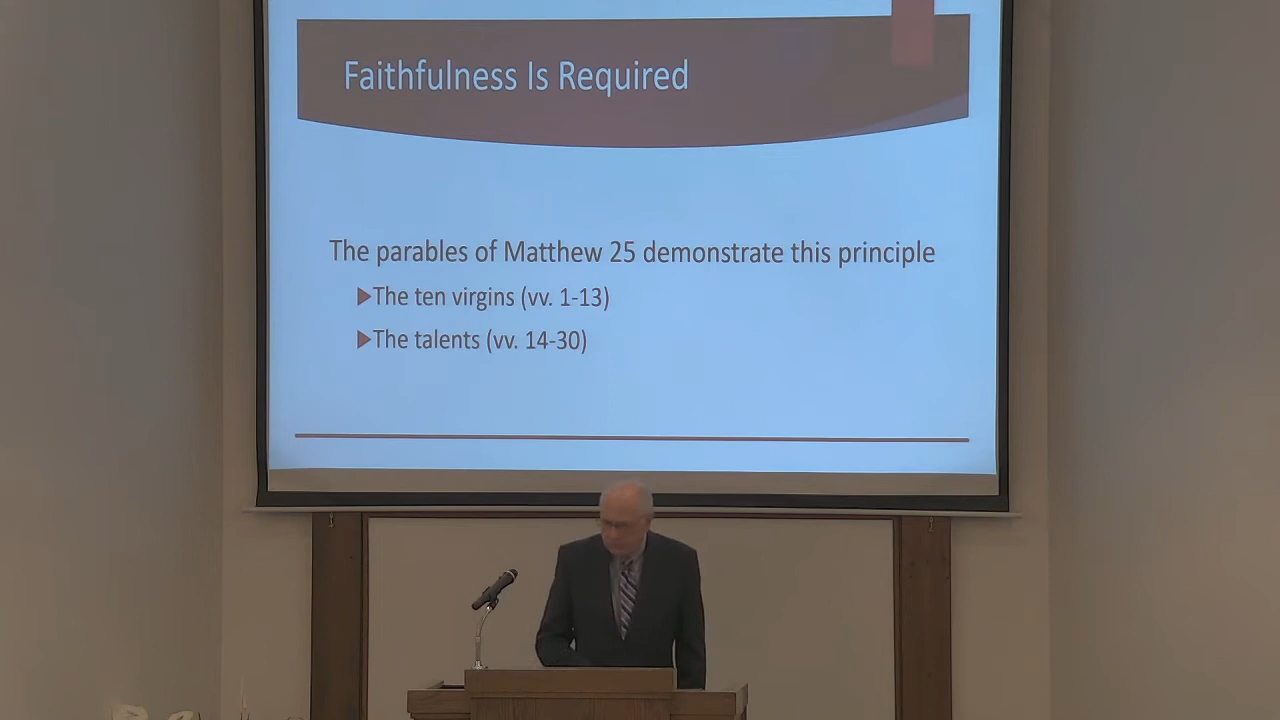 Faithfulness Is Required
The parables of Matthew 25 demonstrate this principle
The ten virgins (vv. 1-13)
The talents (vv. 14-30)